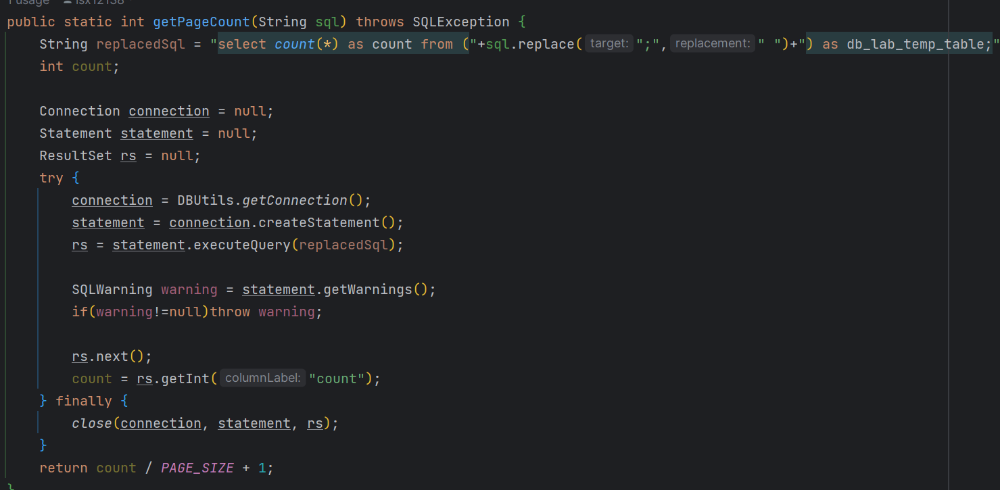 1 usage lsx12138
public static int getPageCount(String sql) throws SQLException {
    String replacedSql = "select count(*) as count from ("+sql.replace( target: ";", replacement: " ")+") as db_lab_temp_table;"
    int count;

    Connection connection = null;
    Statement statement = null;
    ResultSet rs = null;
    try {
        connection = DBUtils.getConnection();
        statement = connection.createStatement();
        rs = statement.executeQuery(replacedSql);

        SQLWarning warning = statement.getWarnings();
        if(warning!=null)throw warning;

        rs.next();
        count = rs.getInt( columnLabel: "count");
    } finally {
        close(connection, statement, rs);
    }
    return count / PAGE_SIZE + 1;
}